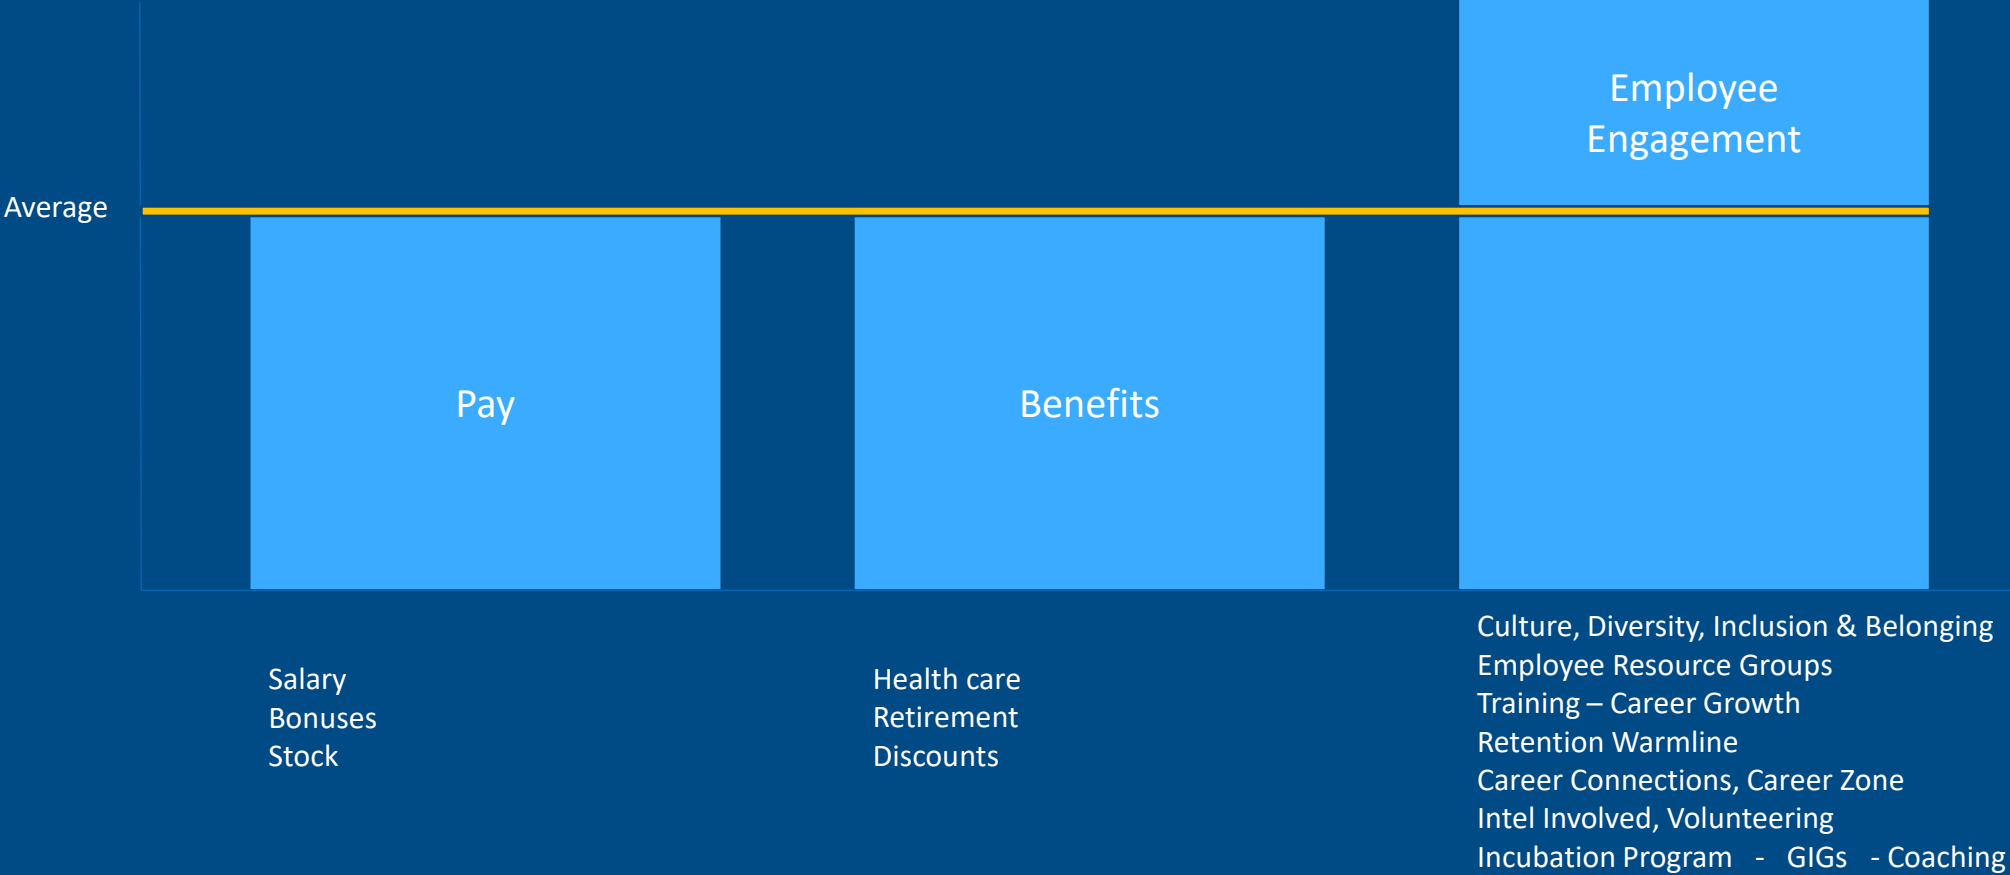 Employee
Engagement
Average
Pay
Benefits
Salary
Bonuses
Stock
Health care
Retirement
Discounts
Culture, Diversity, Inclusion & Belonging
Employee Resource Groups
Training – Career Growth
Retention Warmline
Career Connections, Career Zone
Intel Involved, Volunteering
Incubation Program - GIGs - Coaching